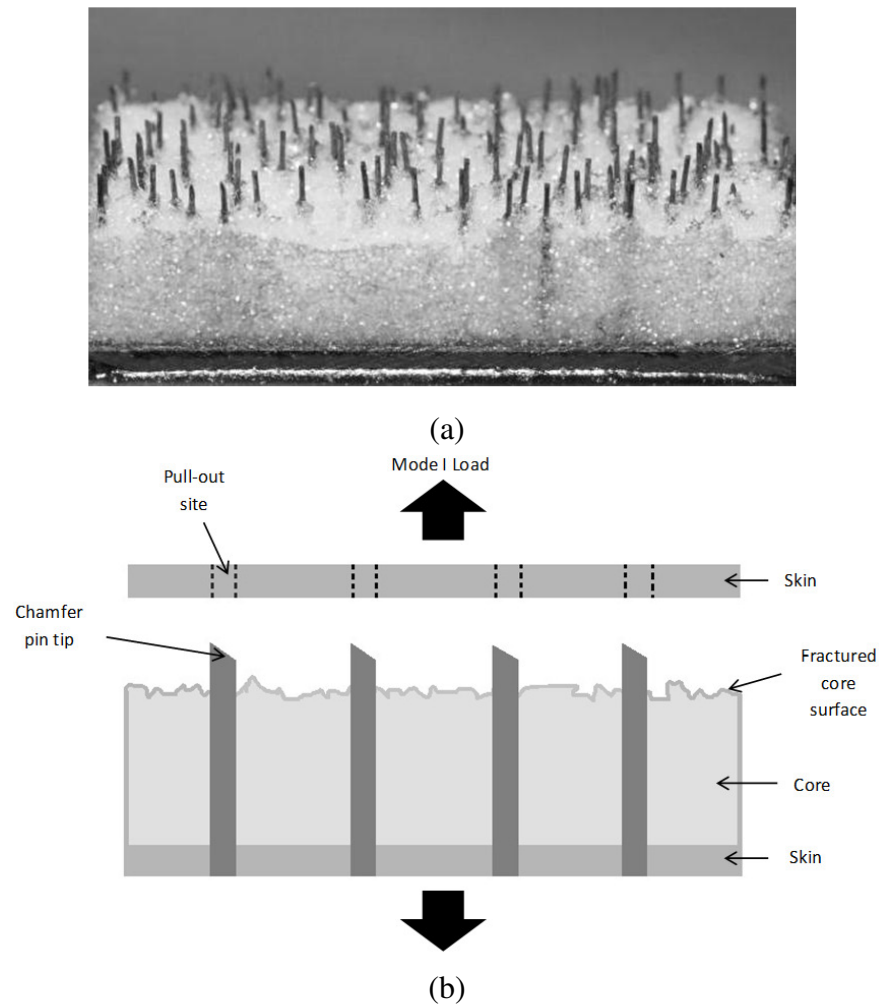 (a)
Mode I Load
Pull-out
site
Skin
Chamfer
pin tip
Fractured
core
surface
Core
Skin
(b)